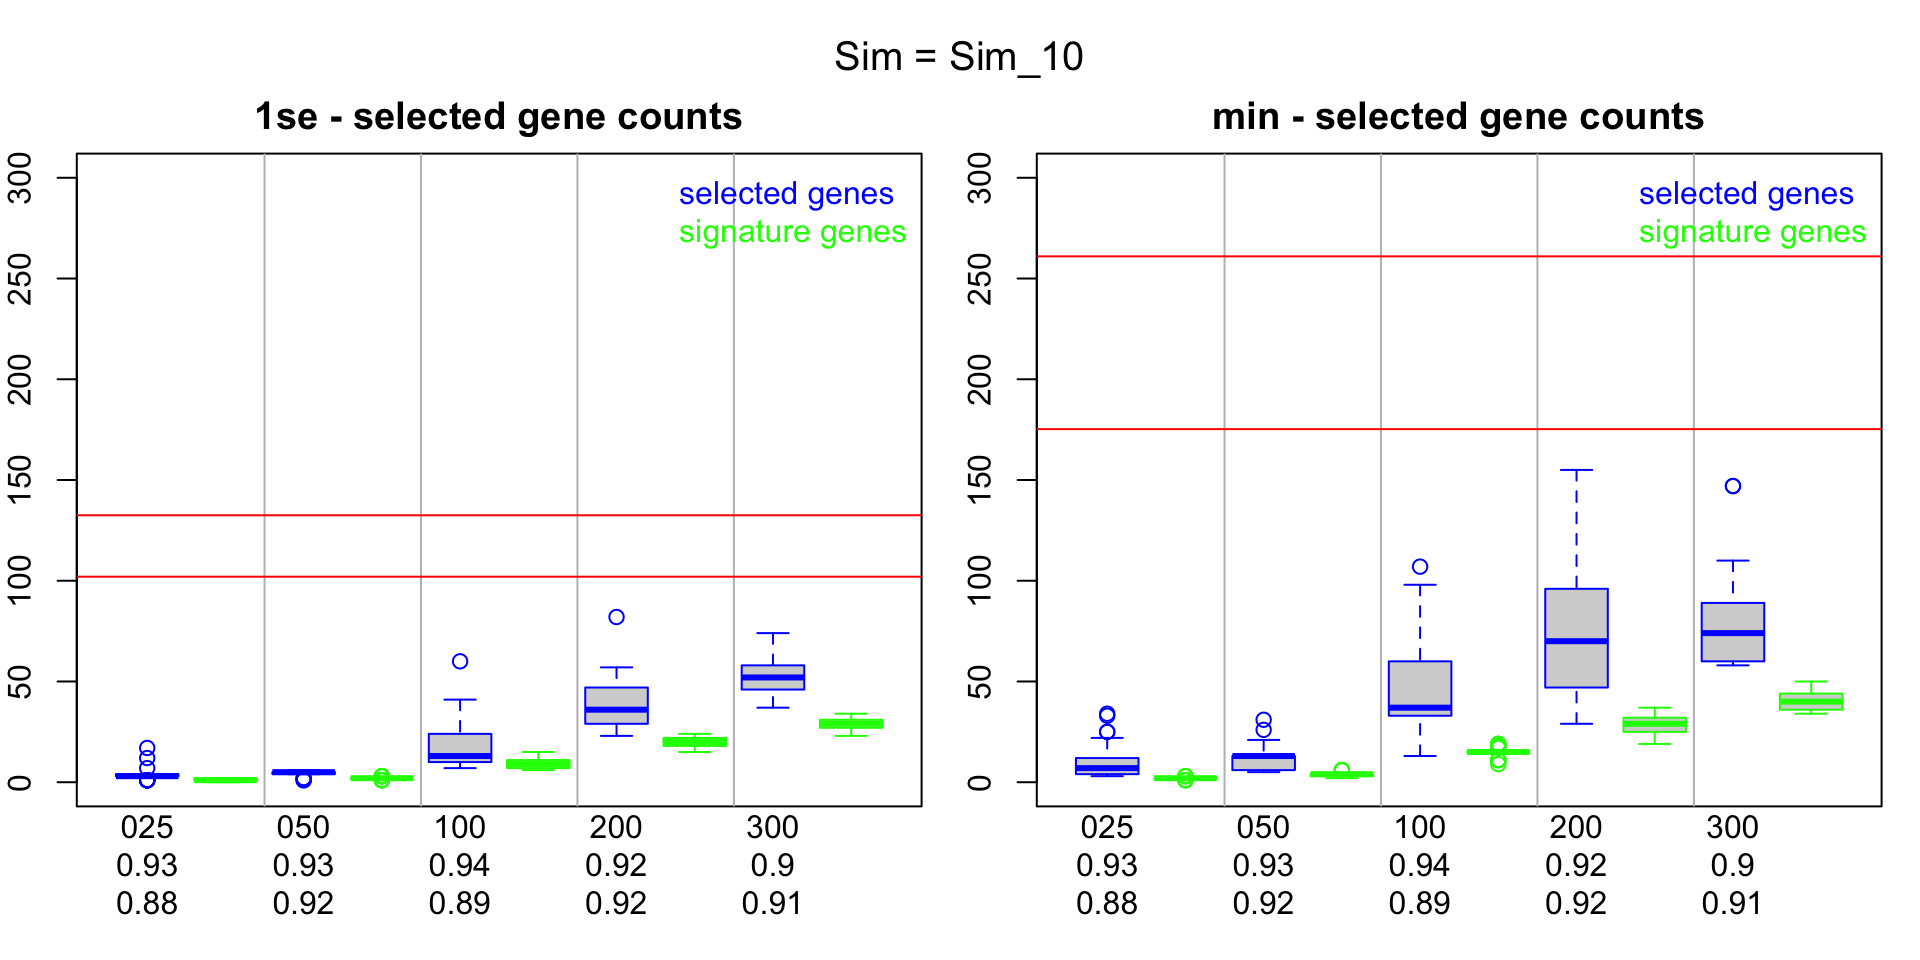 Sim = Sim_10
1se - selected gene counts
300
250
200
150
100
50
0
selected genes
signature genes
025 050 100 200 300
0.93 0.93 0.94 0.92 0.9
0.88 0.92 0.89 0.92 0.91
min - selected gene counts
300
250
200
150
100
50
0
selected genes
signature genes
025 050 100 200 300
0.93 0.93 0.94 0.92 0.9
0.88 0.92 0.89 0.92 0.91